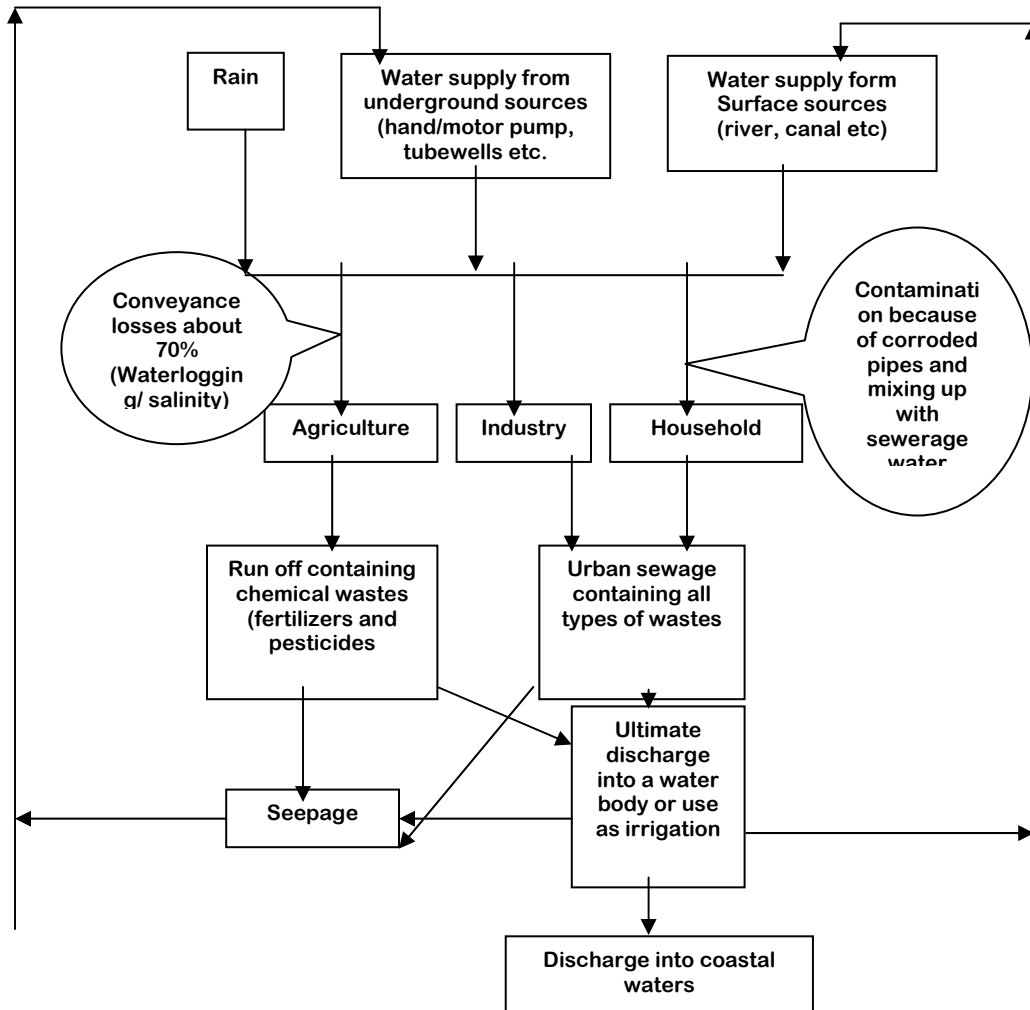 Rain
Water supply from
underground sources
(hand/motor pump,
tubewells etc.
Water supply form
Surface sources
(river, canal etc)
Conveyance
losses about
70%
(Waterloggin
g/ salinity)
Contaminati
on because
of corroded
pipes and
mixing up
with
sewerage
water
Agriculture
Industry
Household
Run off containing
chemical wastes
(fertilizers and
pesticides
Urban sewage
containing all
types of wastes
Ultimate
discharge
into a water
body or use
as irrigation
Seepage
Discharge into coastal
waters